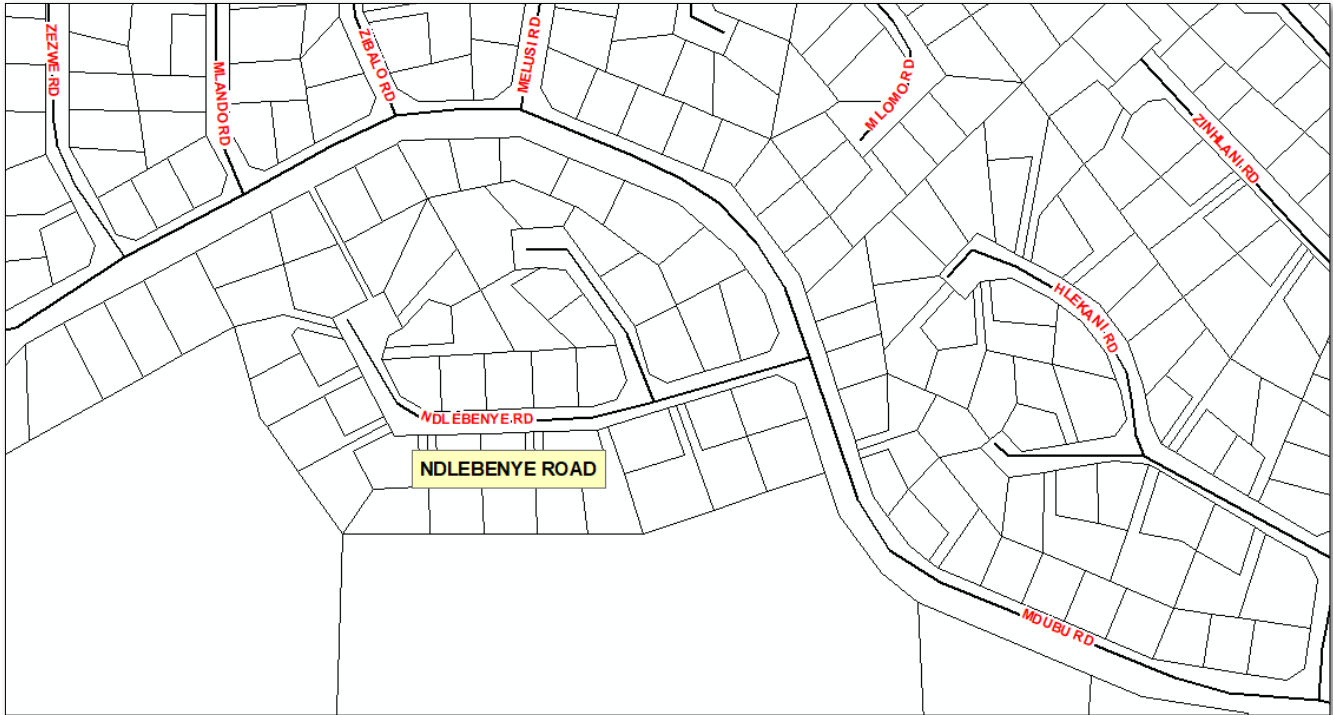 ZEZWE RD
MLANDO RD
ZIBALO RD
MELUSI RD
MLOMO RD
ZINHLANI RD
HLEKANI RD
NDLEBENYE RD
NDLEBENYE ROAD
MDUBU RD